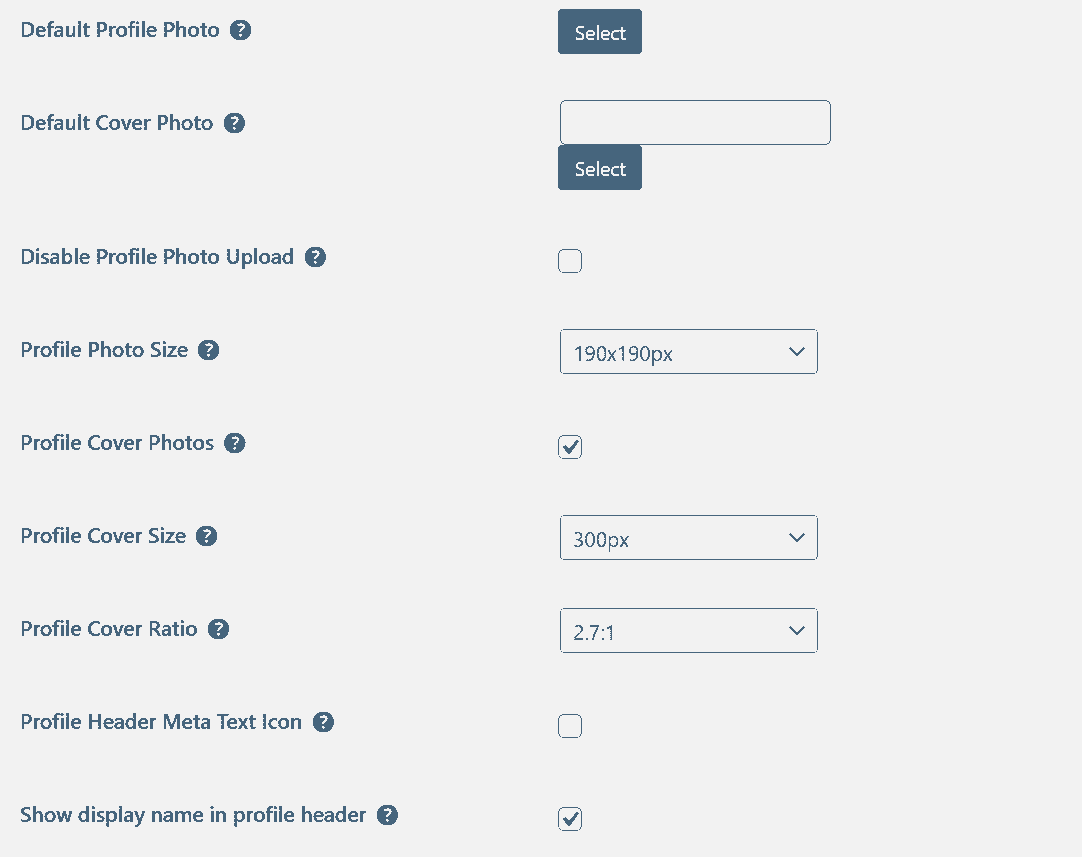 Default Profile Photo ?
Select
Default Cover Photo ?
Select
Disable Profile Photo Upload ?
Profile Photo Size ?
190x190px
Profile Cover Photos ?
Profile Cover Size ?
300px
Profile Cover Ratio ?
2.7:1
Profile Header Meta Text Icon ?
Show display name in profile header ?